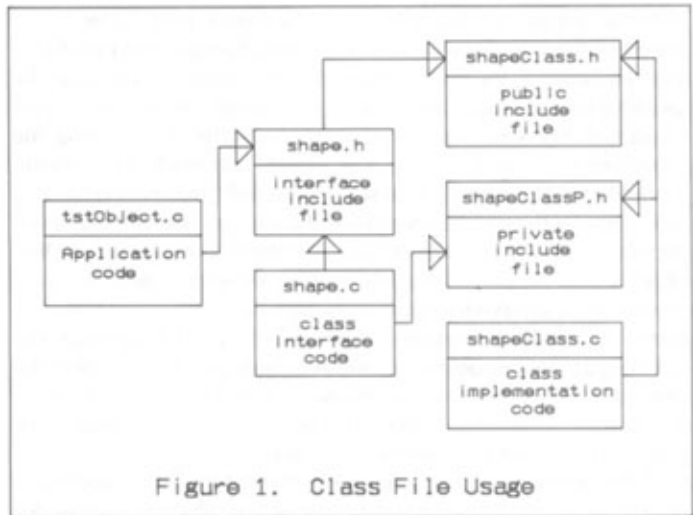 shapeClass.h
public
include
file
shape.h
interface
include
file
tstObject.c
Application
code
shapeClassP.h
private
include
file
shape.c
class
interface
code
shapeClass.c
class
implementation
code
Figure 1. Class File Usage